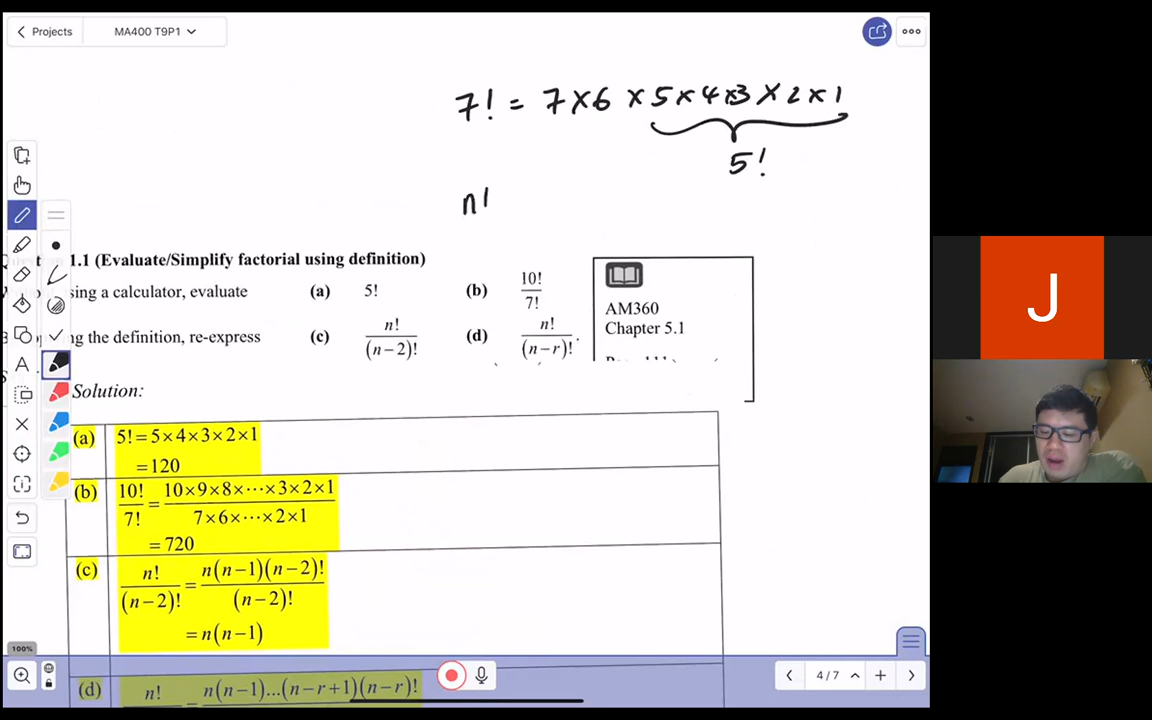 Projects
MA400 T9P1
7! = 7×6 ×5×4×3×2×1
5!
n!
1.1 (Evaluate/Simplify factorial using definition)
sing a calculator, evaluate (a) 5! (b) 10!/7!
ng the definition, re-express (c) n!/(n−2)! (d) n!/(n−r)!.
AM360
Chapter 5.1
Solution:
(a) 5!=5×4×3×2×1
=120
(b) 10!/7! = 10×9×8×⋯×3×2×1/7×6×⋯×2×1
=720
(c) n!/(n−2)! = n(n−1)(n−2)!/(n−2)!
=n(n−1)
(d) n! n(n−1)...(n−r+1)(n−r)!
100%
4/7
A
J